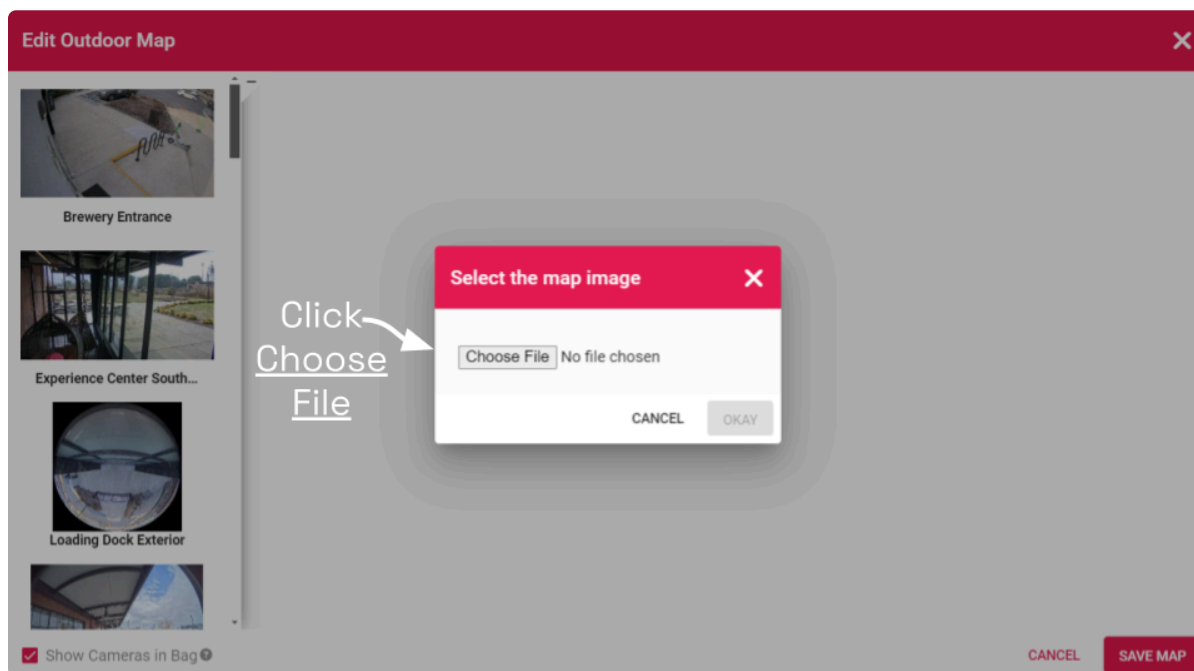 Edit Outdoor Map
Brewery Entrance
Experience Center South...
Loading Dock Exterior
Show Cameras in Bag
Select the map image
Choose File No file chosen
CANCEL OKAY
Click
Choose
File
CANCEL SAVE MAP